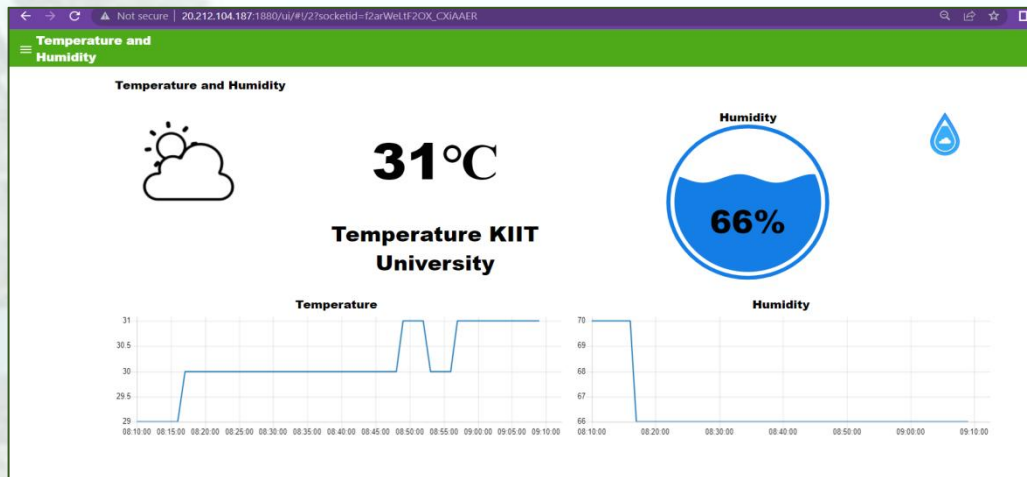 Not secure | 20.212.104.187:1880/ui/#!/2?socketid=f2arWeLtF2OX_CXiAAER
Temperature and
Humidity
Temperature and Humidity
31°C
Temperature KIIT
University
Humidity
66%
Temperature
31
30.5
30
29.5
29
08:10:00 08:15:00 08:20:00 08:25:00 08:30:00 08:35:00 08:40:00 08:45:00 08:50:00 08:55:00 09:00:00 09:05:00 09:10:00
Humidity
70
69
68
67
66
08:10:00 08:20:00 08:30:00 08:40:00 08:50:00 09:00:00 09:10:00